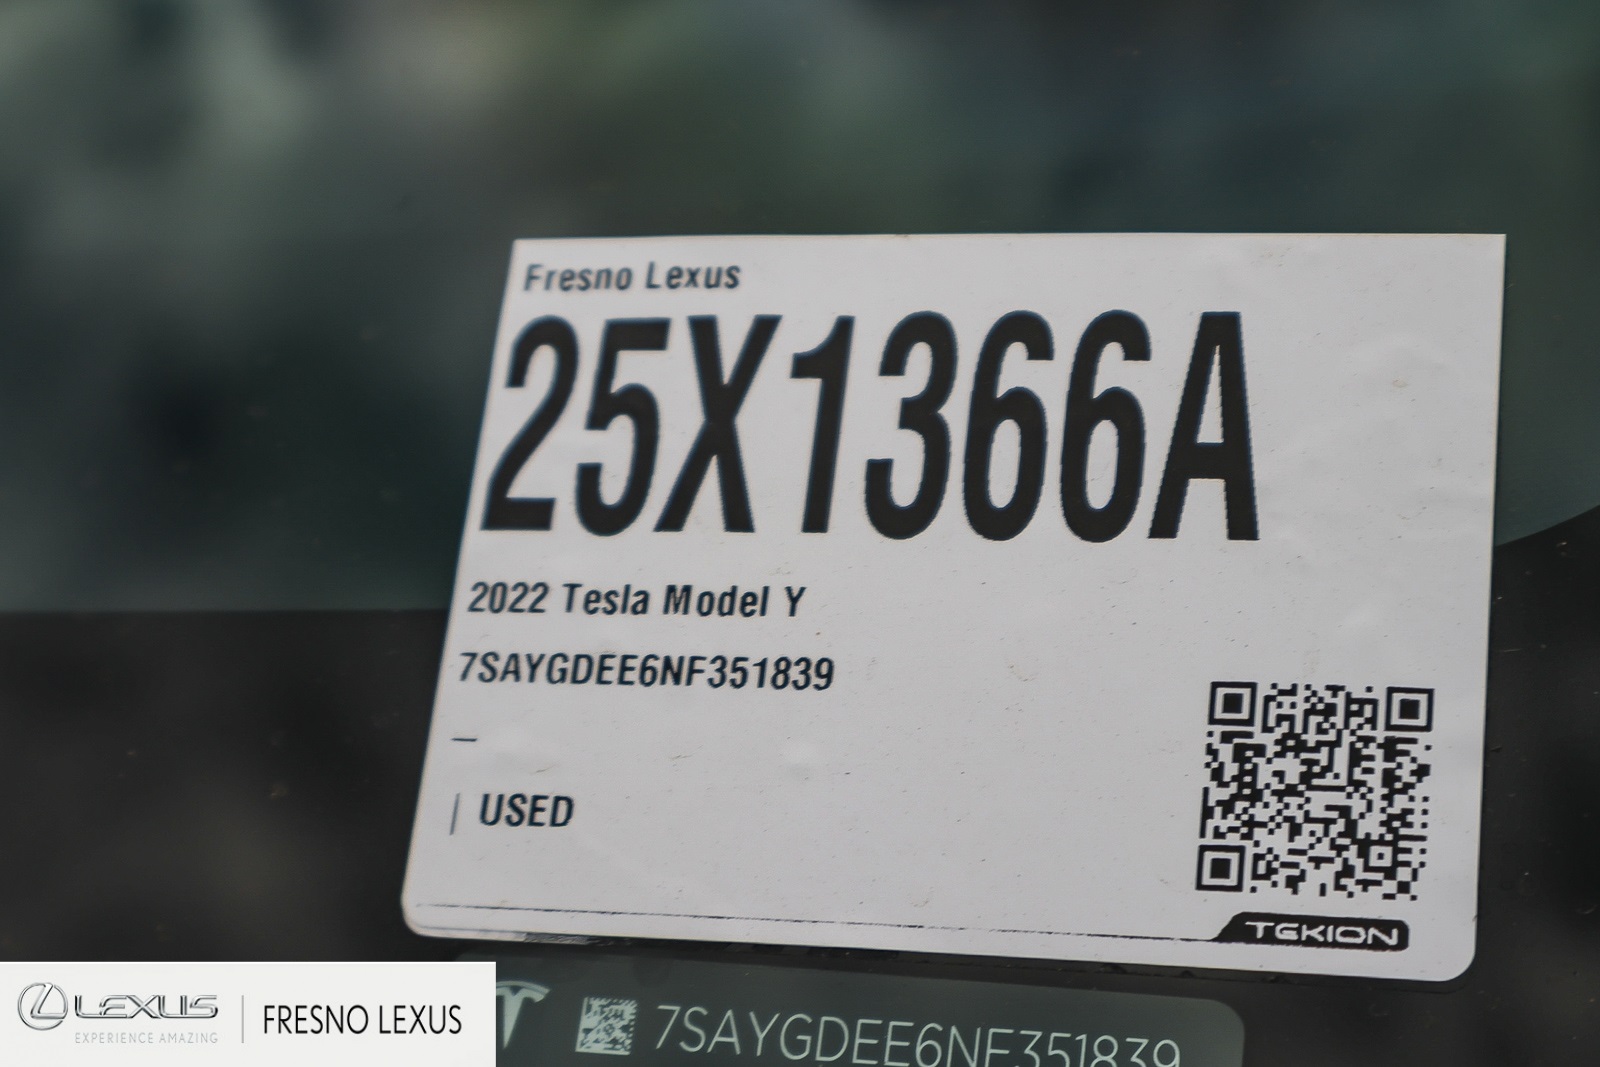 Fresno Lexus
25X1366A
2022 Tesla Model Y
7SAYGDEE6NF351839
–
| USED
TEKION
7SAYGDEE6NF351839
LEXUS
EXPERIENCE AMAZING
FRESNO LEXUS